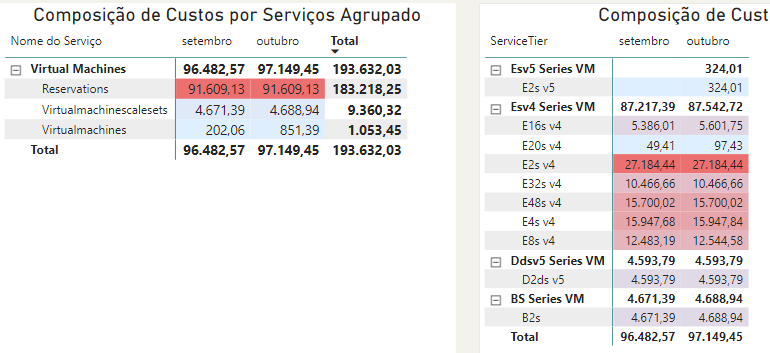 Composição de Custos por Serviços Agrupado
Nome do Serviço setembro outubro Total
Virtual Machines 96.482,57 97.149,45 193.632,03
Reservations 91.609,13 91.609,13 183.218,25
Virtualmachinescalesets 4.671,39 4.688,94 9.360,32
Virtualmachines 202,06 851,39 1.053,45
Total 96.482,57 97.149,45 193.632,03
Composição de Cust
ServiceTier setembro outubro
Esv5 Series VM 324,01
E2s v5 324,01
Esv4 Series VM 87.217,39 87.542,72
E16s v4 5.386,01 5.601,75
E20s v4 49,41 97,43
E2s v4 27.184,44 27.184,44
E32s v4 10.466,66 10.466,66
E48s v4 15.700,02 15.700,02
E4s v4 15.947,68 15.947,84
E8s v4 12.483,19 12.544,58
Ddsv5 Series VM 4.593,79 4.593,79
D2ds v5 4.593,79 4.593,79
BS Series VM 4.671,39 4.688,94
B2s 4.671,39 4.688,94
Total 96.482,57 97.149,45